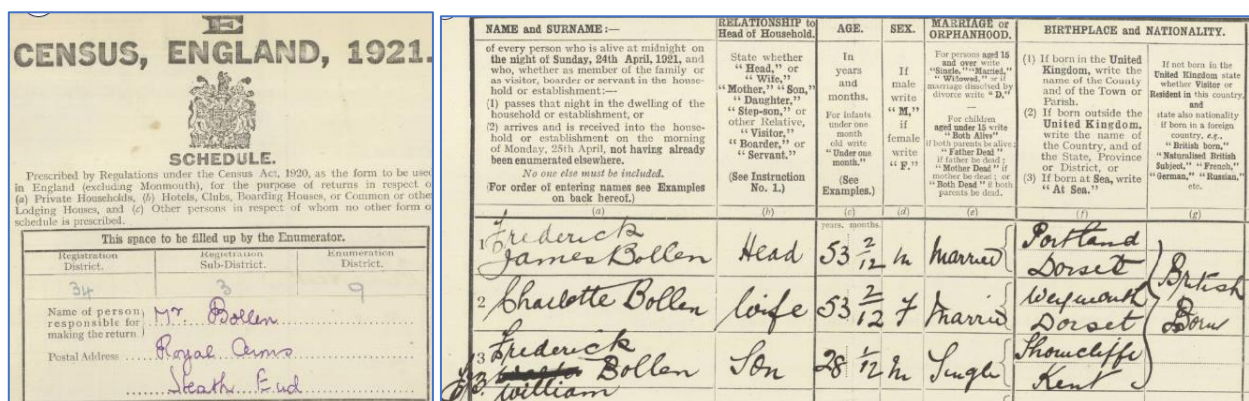 E
CENSUS, ENGLAND, 1921.
SCHEDULE.
Prescribed by Regulations under the Census Act, 1920, as the form to be used
in England (excluding Monmouth), for the purpose of returns in respect o
(a) Private Households, (b) Hotels, Clubs, Boarding Houses, or Common or othe
Lodging Houses, and (c) Other persons in respect of whom no other form o
schedule is prescribed.
This space to be filled up by the Enumerator.
Registration District. Registration Sub-District. Enumeration District.
34 3 9
Name of person responsible for making the return Mr. Bollen
Postal Address Royal Arms
Heath End
NAME and SURNAME:—
of every person who is alive at midnight on
the night of Sunday, 24th April, 1921, and
who, whether as member of the family or
as visitor, boarder or servant in the house-
hold or establishment:—
(1) passes that night in the dwelling of the
household or establishment, or
(2) arrives and is received into the house-
hold or establishment on the morning
of Monday, 25th April, not having already
been enumerated elsewhere.
No one else must be included.
(For order of entering names see Examples
on back hereof.)
(a)
RELATIONSHIP to
Head of Household.
State whether
"Head," or
"Wife,"
"Mother," "Son,"
"Daughter,"
"Step-son," or
other Relative,
"Visitor,"
"Boarder," or
"Servant."
(See Instruction
No. 1.)
(b)
AGE.
In
years
and
months.
For infants
under one
month
old write
"Under one
month."
(See
Examples.)
(c)
SEX.
If
male
write
"M,"
if
female
write
"F."
(d)
MARRIAGE or
ORPHANHOOD.
For persons aged 15
and over write
"Single," "Married,"
"Widowed," or if
marriage dissolved by
divorce write "D."
For children
aged under 15 write
"Both Alive"
if both parents be alive;
"Father Dead"
if father be dead;
"Mother Dead" if
mother be dead; or
"Both Dead" if both
parents be dead.
(e)
BIRTHPLACE and NATIONALITY.
(1) If born in the United
Kingdom, write the
name of the County
and of the Town or
Parish.
(2) If born outside the
United Kingdom,
write the name of
the Country, and of
the State, Province
or District, or
(3) If born at Sea, write
"At Sea."
(f)
If not born in the
United Kingdom state
whether Visitor or
Resident in this country,
and
state also nationality
if born in a foreign
country, e.g.,
"British born,"
"Naturalised British
Subject," "French,"
"German," "Russian,"
etc.
(g)
years. months.
1 Frederick
James Bollen Head 53 2/12 M Married Portland
Dorset British
2 Charlotte Bollen Wife 53 2/12 F Married Weymouth
Dorset Born
3 Frederick
Bollen Son 28 1/12 M Single Shorncliffe
William Kent